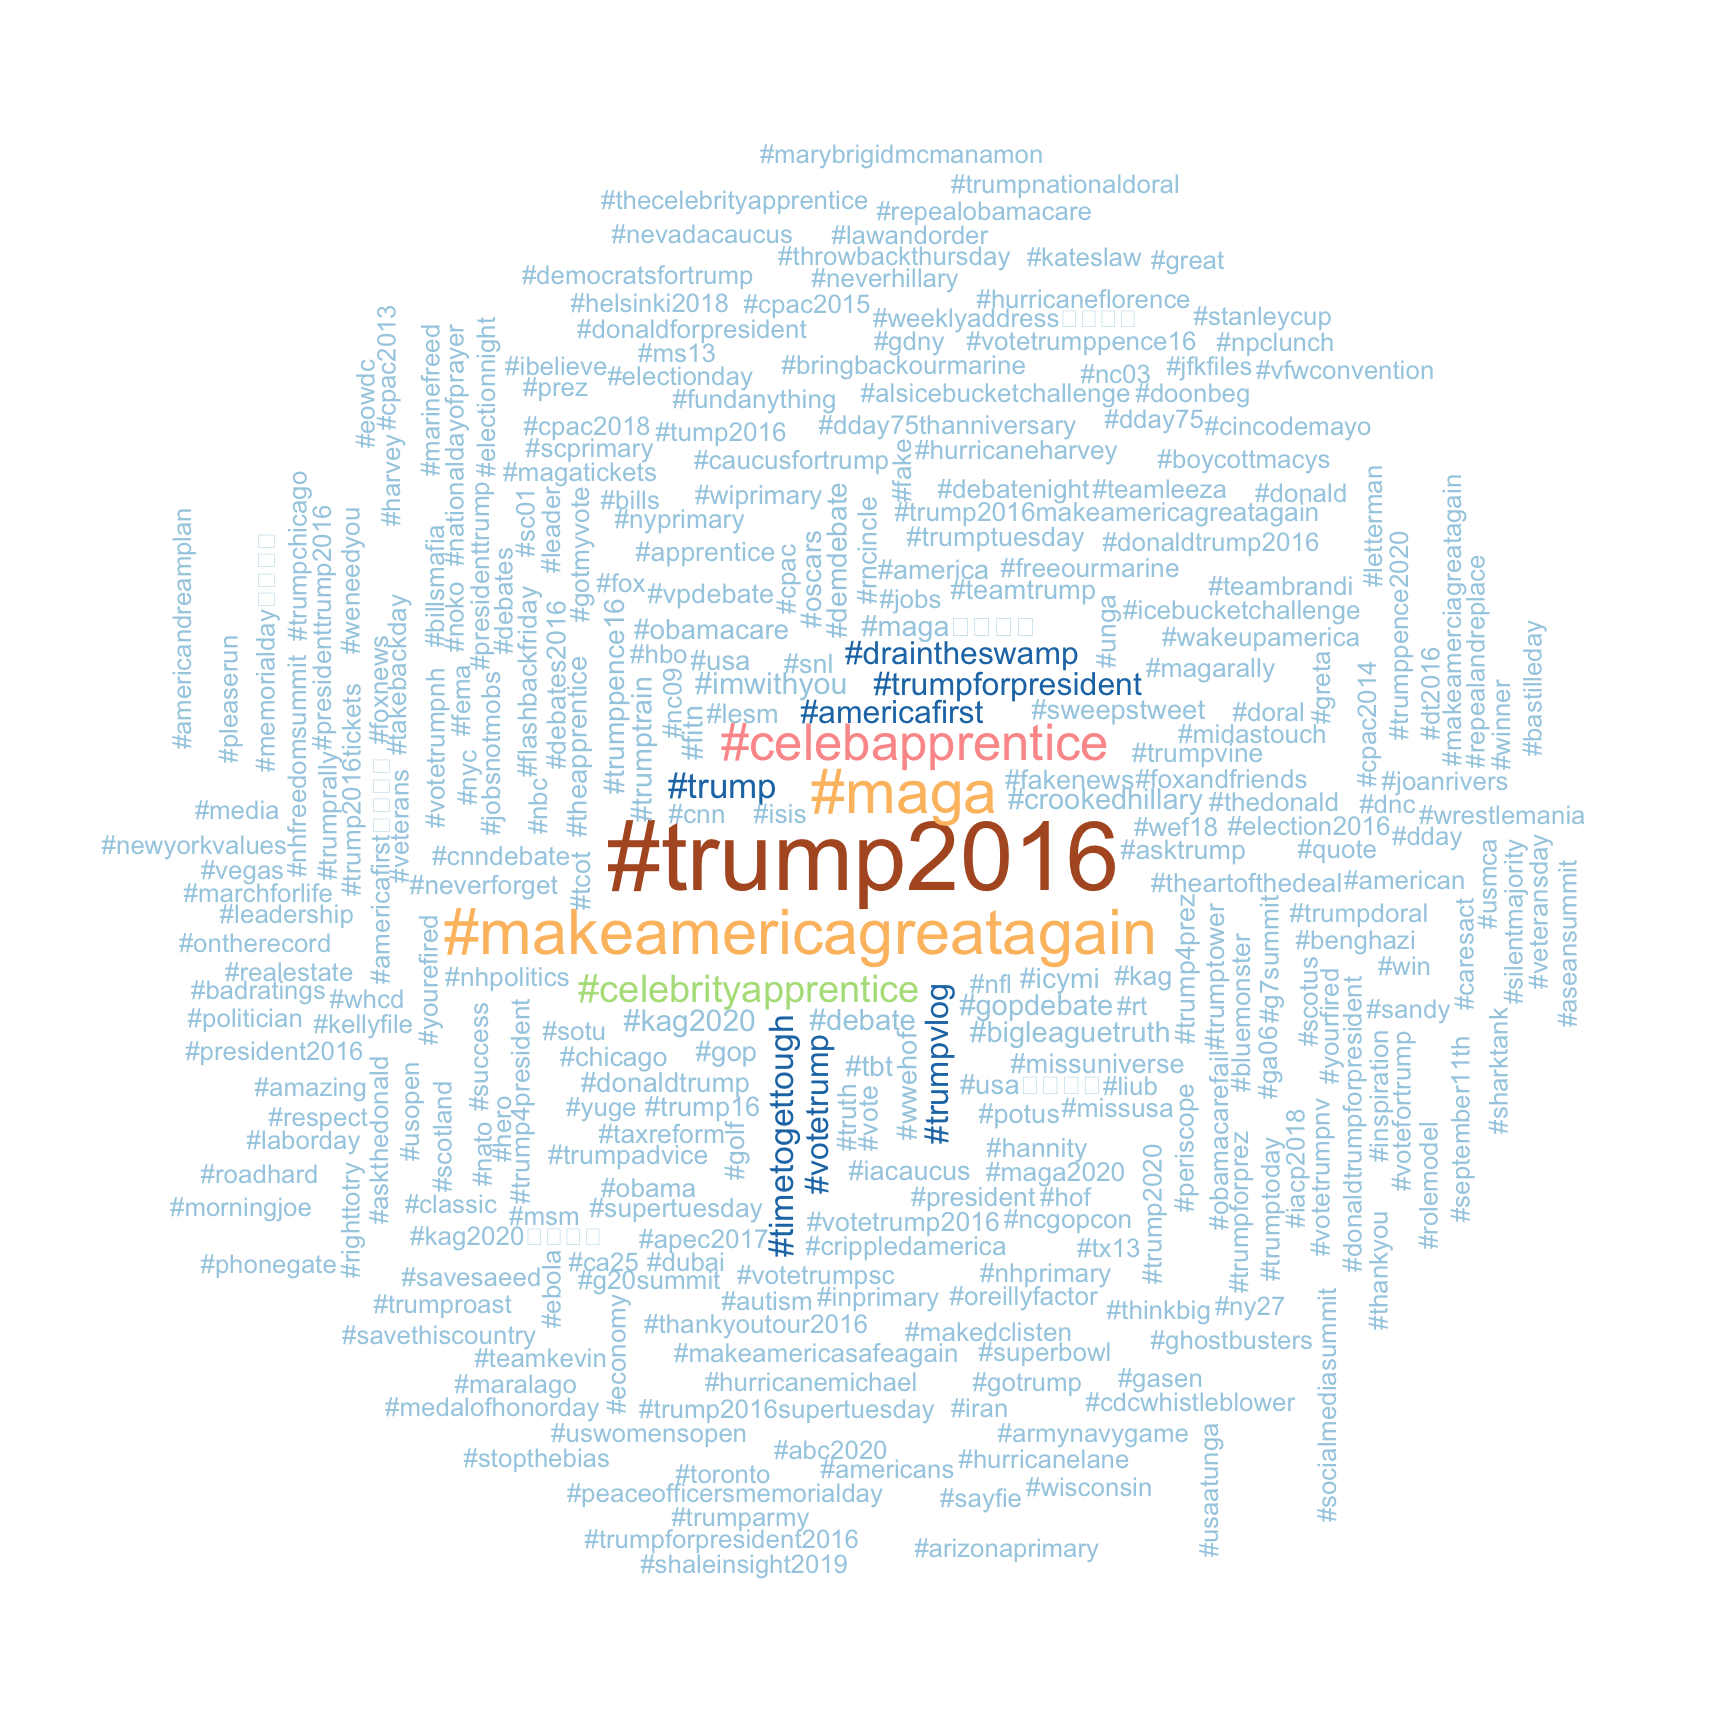 #marybrigidmcmanamon
#trumpnationaldoral
#thecelebrityapprentice
#repealobamacare
#nevadacaucus
#lawandorder
#throwbackthursday
#kateslaw
#great
#democratsfortrump
#neverhillary
#helsinki2018
#cpac2015
#hurricaneflorence
#weeklyaddress
#stanleycup
#donaldforpresident
#gdny
#votetrumppence16
#npclunch
#ms13
#ibelieve
#electionday
#bringbackourmarine
#nc03
#jfkfiles
#vfwconvention
#prez
#fundanything
#alsicebucketchallenge
#doonbeg
#cpac2018
#tump2016
#dday75thanniversary
#dday75
#cincodemayo
#scprimary
#caucusfortrump
#hurricaneharvey
#boycottmacys
#magatickets
#bills
#wiprimary
#debatenight
#teamleeza
#donald
#nyprimary
#trump2016makeamericagreatagain
#apprentice
#trumptuesday
#donaldtrump2016
#america
#freeourmarine
#fox
#vpdebate
#jobs
#teamtrump
#teambrandi
#icebucketchallenge
#obamacare
#maga
#wakeupamerica
#hbo
#usa
#snl
#draintheswamp
#magarally
#imwithyou
#trumpforpresident
#lesm
#americafirst
#sweepstweet
#doral
#celebapprentice
#midastouch
#trumpvine
#trump
#maga
#fakenews
#foxandfriends
#joanrivers
#cnn
#isis
#crookedhillary
#thedonald
#dnc
#wrestlemania
#media
#trump2016
#wef18
#election2016
#dday
#newyorkvalues
#cnndebate
#asktrump
#quote
#vegas
#neverforget
#theartofthedeal
#american
#marchforlife
#leadership
#makeamericagreatagain
#trumpdoral
#ontherecord
#benghazi
#realestate
#nhpolitics
#nfl
#icymi
#kag
#win
#badratings
#whcd
#celebrityapprentice
#gopdebate
#rt
#sandy
#politician
#kellyfile
#sotu
#kag2020
#debate
#bigleaguetruth
#president2016
#chicago
#gop
#tbt
#missuniverse
#amazing
#donaldtrump
#usa
#liub
#respect
#yuge
#trump16
#potus
#missusa
#laborday
#taxreform
#hannity
#trumpadvice
#roadhard
#iacaucus
#maga2020
#obama
#morningjoe
#classic
#msm
#supertuesday
#president
#hof
#votetrump2016
#ncgopcon
#kag2020
#apec2017
#crippledamerica
#tx13
#phonegate
#ca25
#dubai
#savesaeed
#g20summit
#votetrumpsc
#nhprimary
#trumproast
#autism
#inprimary
#oreillyfactor
#thinkbig
#ny27
#savethiscountry
#thankyoutour2016
#makedclisten
#ghostbusters
#teamkevin
#makeamericasafeagain
#superbowl
#maralago
#hurricanemichael
#gotrump
#gasen
#medalofhonorday
#trump2016supertuesday
#iran
#cdcwhistleblower
#uswomensopen
#armynavygame
#stopthebias
#abc2020
#toronto
#americans
#hurricanelane
#peaceofficersmemorialday
#sayfie
#wisconsin
#trumparmy
#trumpforpresident2016
#arizonaprimary
#shaleinsight2019
#americandreamplan
#pleaserun
#memorialday
#trumpchicago
#nhfreedomsummit
#presidenttrump2016
#trumprally
#weneedyou
#trump2016tickets
#eowdc
#cpac2013
#harvey
#foxnews
#takebackday
#americafirst
#veterans
#marinefreed
#billsmafia
#votetrumpnh
#nationaldayofprayer
#noko
#fema
#nyc
#electionnight
#presidenttrump
#jobsnotmobs
#debates
#sc01
#flashbackfriday
#nbc
#leader
#debates2016
#gotmyvote
#theapprentice
#tcot
#trumppence16
#trumptrain
#nc09
#fitn
#cpac
#oscars
#demdebate
#rncincle
#fake
#unga
#greta
#letterman
#cpac2014
#trumppence2020
#dt2016
#makeamerciagreatagain
#repealandreplace
#winner
#bastilleday
#usmca
#caresact
#silentmajority
#veteransday
#aseansummit
#sharktank
#september11th
#rolemodel
#votefortrump
#inspiration
#thankyou
#donaldtrumpforpresident
#yourfired
#votetrumpnv
#scotus
#iacp2018
#g7summit
#ga06
#trumptoday
#bluemonster
#trumpforprez
#trumptower
#obamacarefail
#trump4prez
#periscope
#trump2020
#socialmediasummit
#usaatunga
#trumpvlog
#wwehof
#vote
#truth
#votetrump
#timetogettough
#golf
#economy
#ebola
#trump4president
#hero
#success
#nato
#scotland
#yourefired
#usopen
#askthedonald
#righttotry